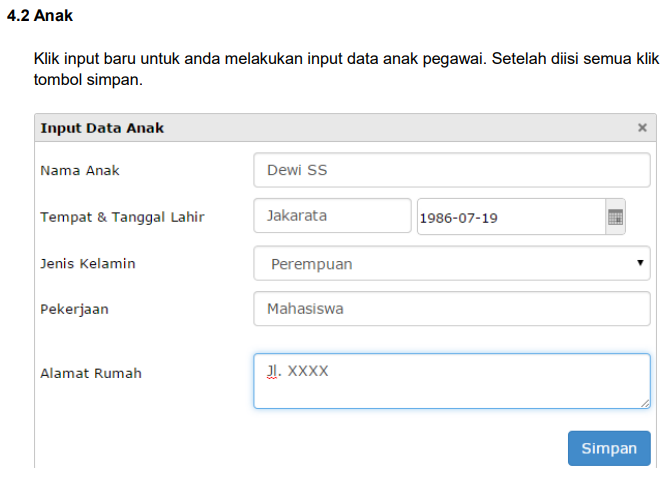 4.2 Anak
Klik input baru untuk anda melakukan input data anak pegawai. Setelah diisi semua klik
tombol simpan.
Input Data Anak ×
Nama Anak Dewi SS
Tempat & Tanggal Lahir Jakarata 1986-07-19
Jenis Kelamin Perempuan
Pekerjaan Mahasiswa
Alamat Rumah Jl. XXXX
Simpan